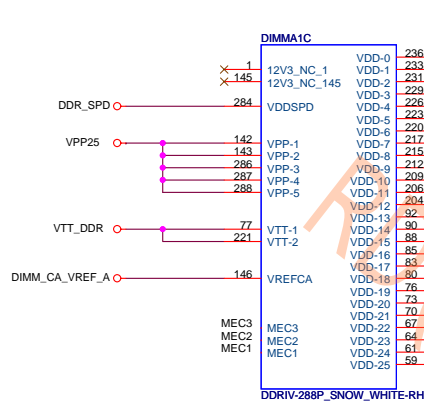 DIMMA1C
1 12V3_NC_1 VDD-0 236
145 12V3_NC_145 VDD-1 233
VDD-2 231
VDD-3 229
DDR_SPD 284 VDDSPD VDD-4 226
VDD-5 223
VDD-6 220
VPP25 142 VPP-1 VDD-7 217
143 VPP-2 VDD-8 215
286 VPP-3 VDD-9 212
287 VPP-4 VDD-10 209
288 VPP-5 VDD-11 206
VDD-12 204
VDD-13 92
VTT_DDR 77 VTT-1 VDD-14 90
221 VTT-2 VDD-15 88
VDD-16 85
VDD-17 83
DIMM_CA_VREF_A 146 VREFCA VDD-18 80
VDD-19 76
VDD-20 73
VDD-21 70
MEC3 MEC3 VDD-22 67
MEC2 MEC2 VDD-23 64
MEC1 MEC1 VDD-24 61
VDD-25 59
DDRIV-288P_SNOW_WHITE-RH